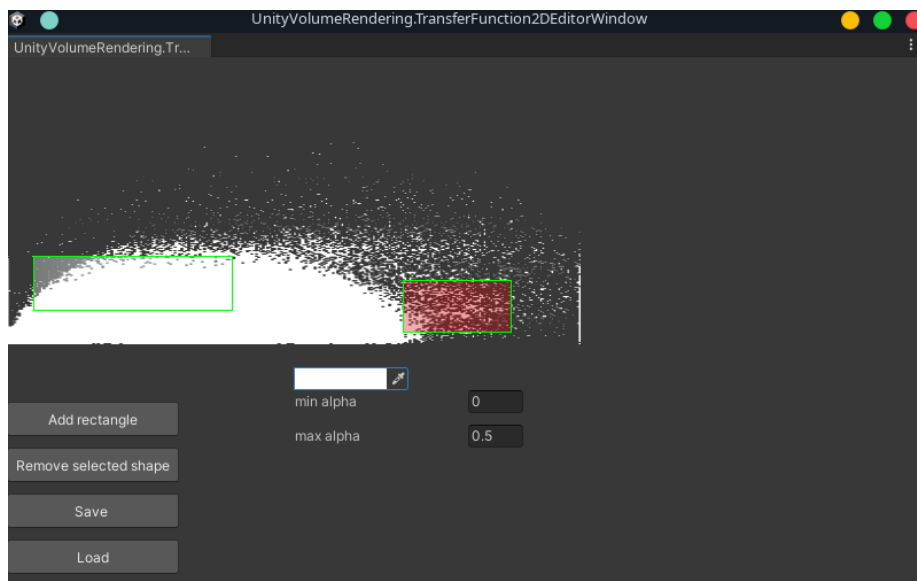 UnityVolumeRendering.TransferFunction2DEditorWindow
UnityVolumeRendering.Tr...
min alpha 0
max alpha 0.5
Add rectangle
Remove selected shape
Save
Load